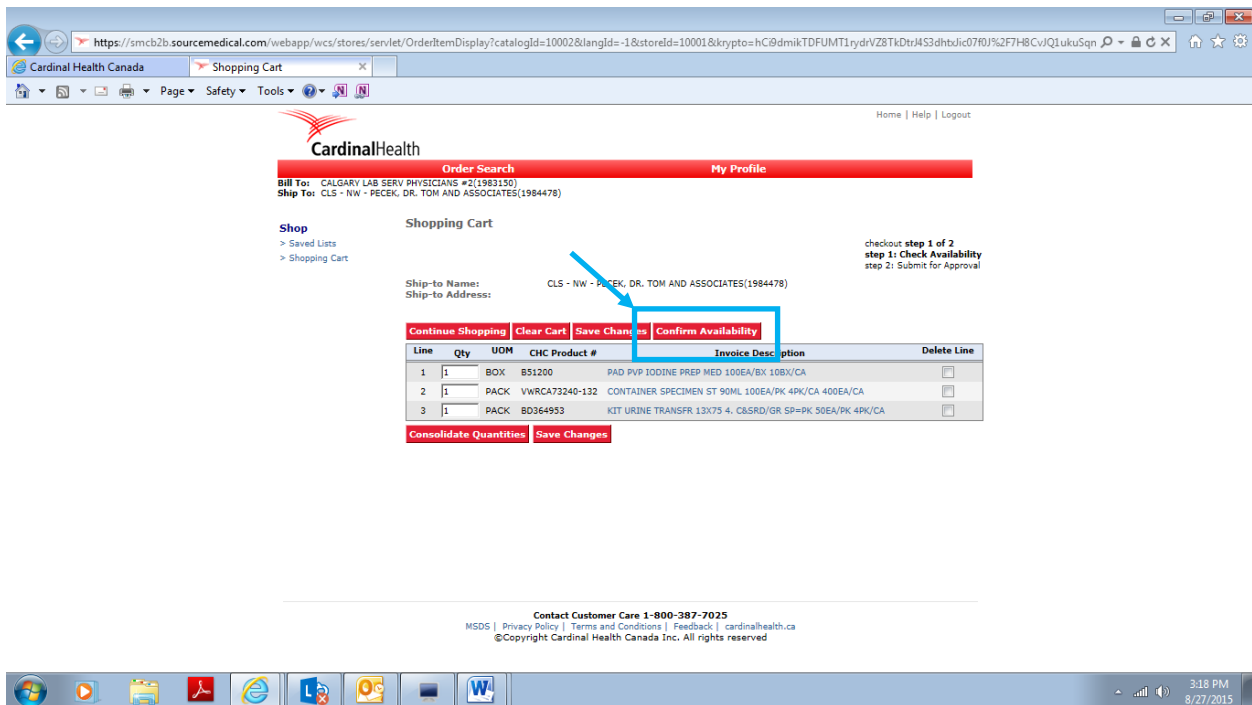 https://smcb2b.sourcemedical.com/webapp/wcs/stores/servlet/OrderItemDisplay?catalogId=10002&langId=-1&storeId=10001&krypto=
Cardinal Health Canada Shopping Cart ×
Page Safety Tools
Home | Help | Logout
CardinalHealth
Order Search My Profile
Bill To: CALGARY LAB SERV PHYSICIANS #2(1983150)
Ship To: CLS - NW - PECEK, DR. TOM AND ASSOCIATES(1984478)
Shop
> Saved Lists
> Shopping Cart
Shopping Cart
checkout step 1 of 2
step 1: Check Availability
step 2: Submit for Approval
Ship-to Name: CLS - NW - PECEK, DR. TOM AND ASSOCIATES(1984478)
Ship-to Address:
Continue Shopping Clear Cart Save Changes Confirm Availability
Line Qty UOM CHC Product # Invoice Description Delete Line
1 1 BOX B51200 PAD PVP IODINE PREP MED 100EA/BX 10BX/CA
2 1 PACK VWRCA73240-132 CONTAINER SPECIMEN ST 90ML 100EA/PK 4PK/CA 400EA/CA
3 1 PACK BD364953 KIT URINE TRANSFR 13X75 4. C&SRD/GR SP=PK 50EA/PK 4PK/CA
Consolidate Quantities Save Changes
Contact Customer Care 1-800-387-7025
MSDS | Privacy Policy | Terms and Conditions | Feedback | cardinalhealth.ca
©Copyright Cardinal Health Canada Inc. All rights reserved
3:18 PM
8/27/2015